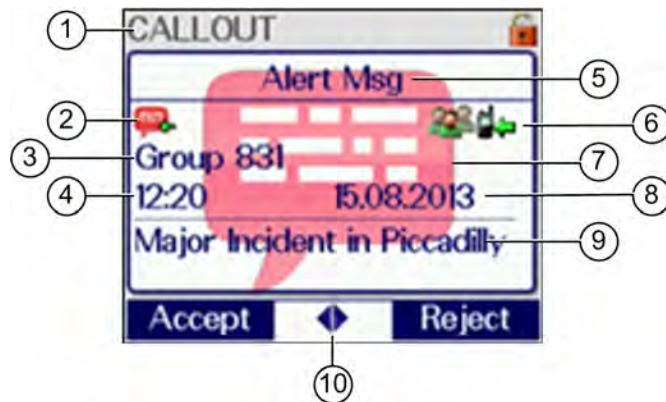 ① CALLOUT
Alert Msg ⑤
② ⑥
③ Group 831 ⑦
④ 12:20 15.08.2013 ⑧
Major Incident in Piccadilly ⑨
Accept Reject
⑩